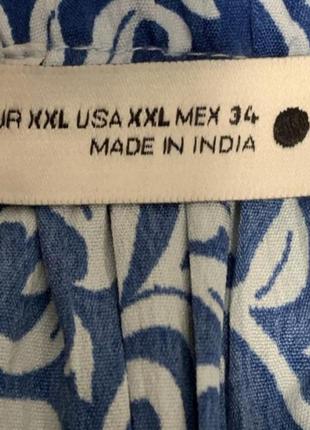 UR XXL USA XXL MEX 34
MADE IN INDIA